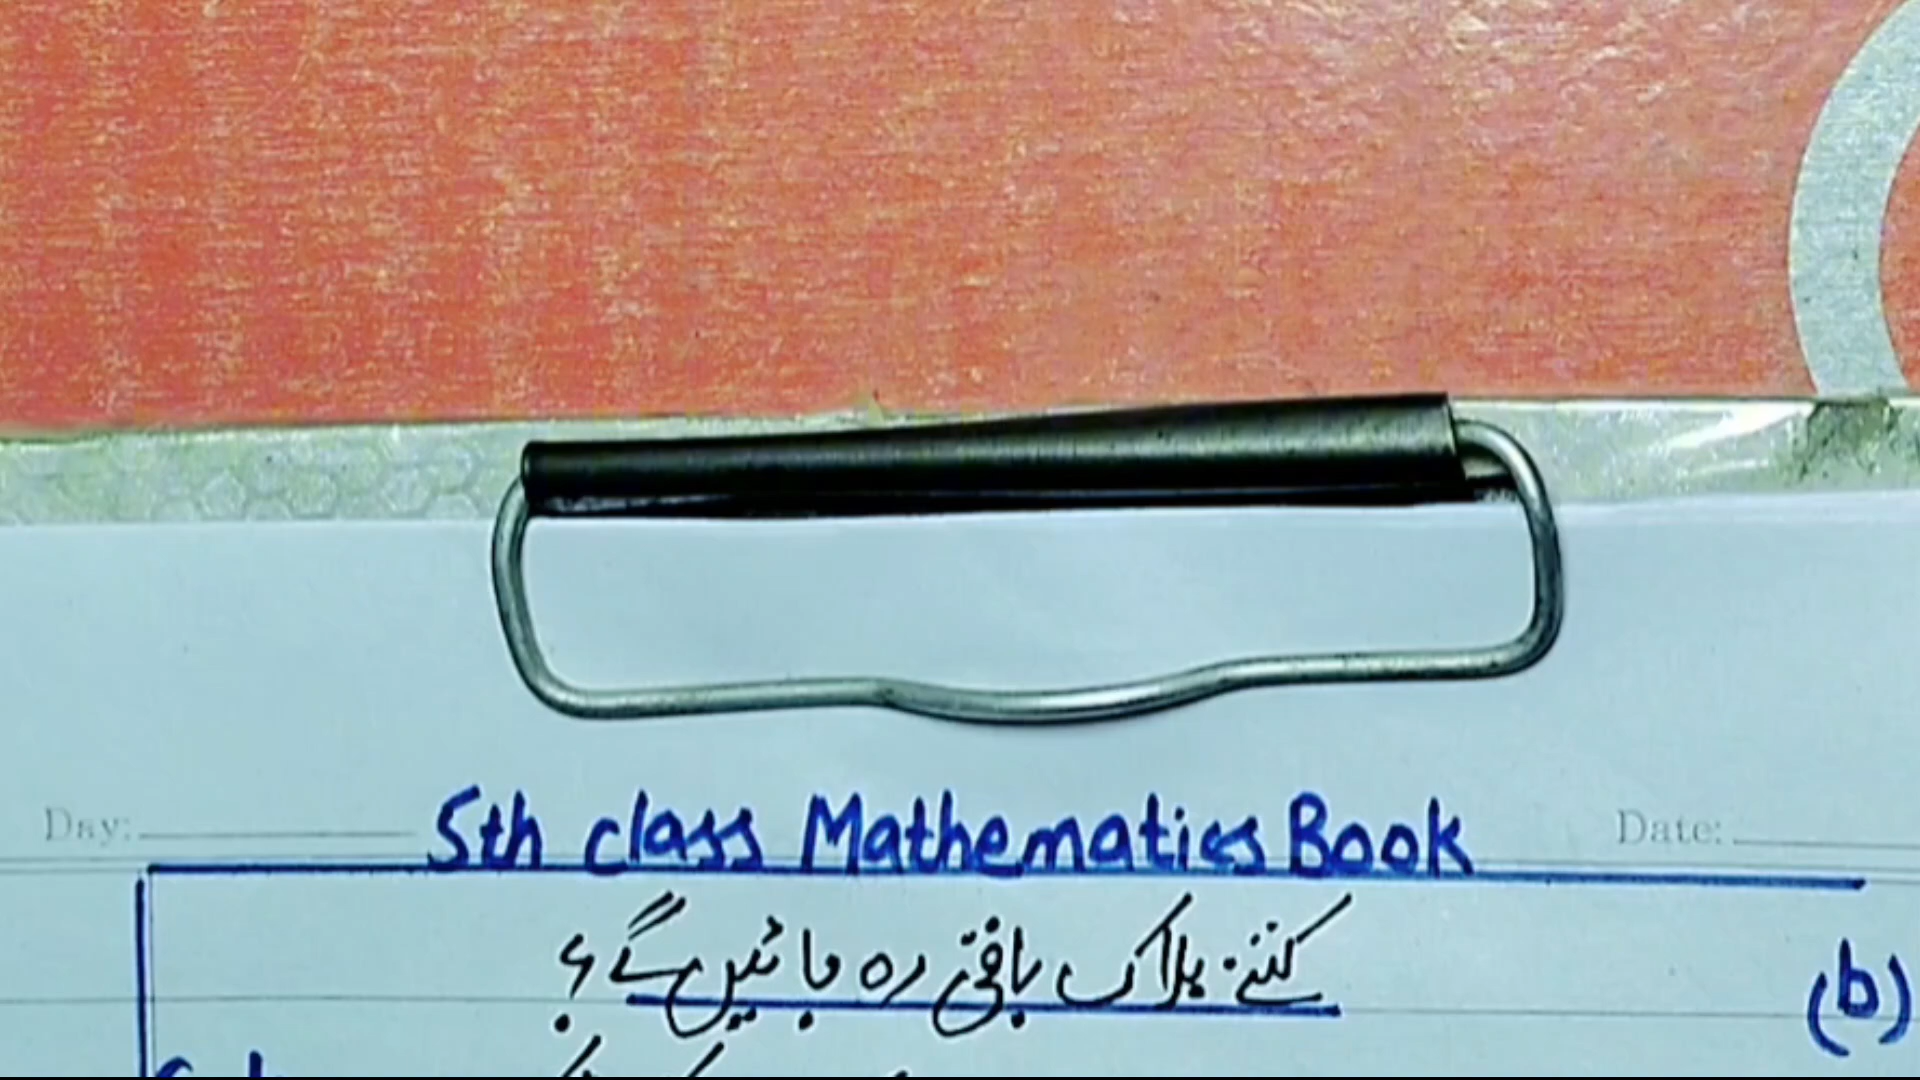 Day: 5th class Mathematics Book Date:
(b) کتنے بلاک باقی رہ جائیں گے؟